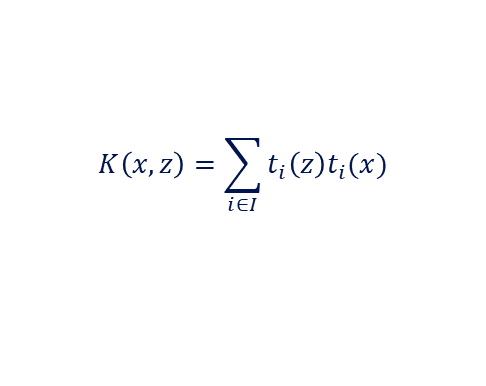 K(x, z) = ∑_{i∈I} t_i(z)t_i(x)